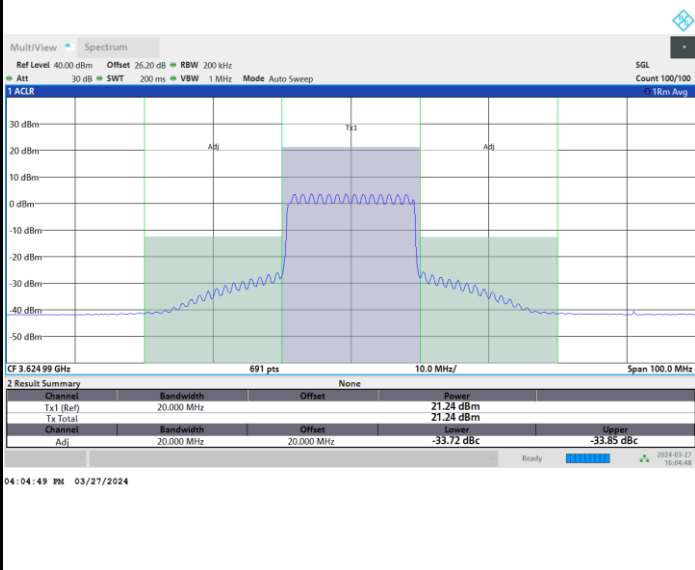 MultiView Spectrum
Ref Level 40.00 dBm Offset 26.20 dB RBW 200 kHz SGL
Att 30 dB SWT 200 ms VBW 1 MHz Mode Auto Sweep Count 100/100
1 ACLR 1Rm Avg
30 dBm
Tx1
20 dBm Adj Adj
10 dBm
0 dBm
-10 dBm
-20 dBm
-30 dBm
-40 dBm
-50 dBm
CF 3.624 99 GHz 691 pts 10.0 MHz/ Span 100.0 MHz
2 Result Summary None
Channel Bandwidth Offset Power
Tx1 (Ref) 20.000 MHz 21.24 dBm
Tx Total 21.24 dBm
Channel Bandwidth Offset Lower Upper
Adj 20.000 MHz 20.000 MHz -33.72 dBc -33.85 dBc
Ready 2024-03-27
16:04:48
04:04:49 PM 03/27/2024